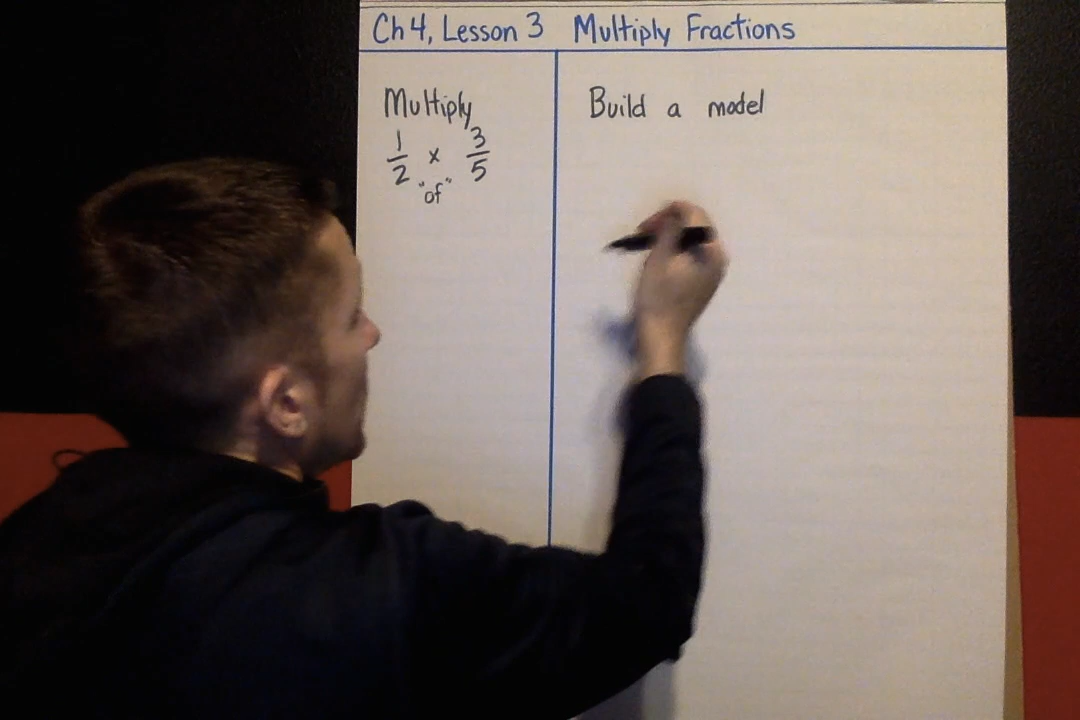 Ch 4, Lesson 3 Multiply Fractions
Multiply
1/2 x 3/5
"of"
Build a model